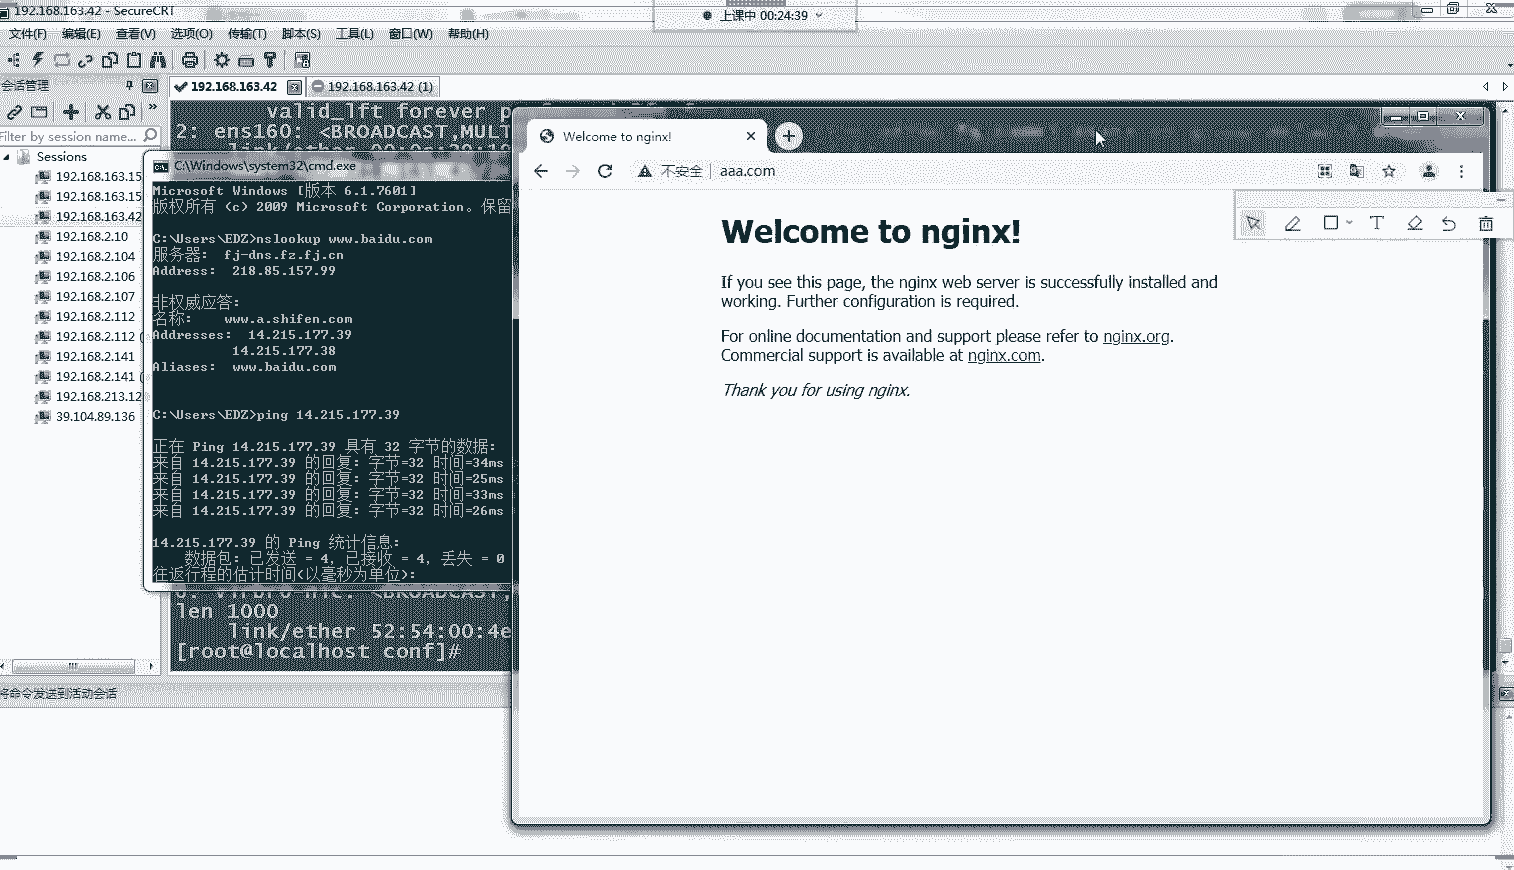 192.168.163.42 - SecureCRT
上课中 00:24:39
文件(F) 编辑(E) 查看(V) 选项(O) 传输(T) 脚本(S) 工具(L) 窗口(W) 帮助(H)
会话管理
192.168.163.42
192.168.163.42 (1)
Filter by session name...
Sessions
192.168.163.15
192.168.163.15
192.168.163.42
192.168.2.10
192.168.2.104
192.168.2.106
192.168.2.107
192.168.2.112
192.168.2.112 (
192.168.2.141
192.168.2.141 (
192.168.213.12
39.104.89.136
valid_lft forever
2: ens160: <BROADCAST,MULT
C:\Windows\system32\cmd.exe
Microsoft Windows [版本 6.1.7601]
版权所有 (c) 2009 Microsoft Corporation。保留
C:\Users\EDZ>nslookup www.baidu.com
服务器: fj-dns.fz.fj.cn
Address: 218.85.157.99
非权威应答:
名称: www.a.shifen.com
Addresses: 14.215.177.39
14.215.177.38
Aliases: www.baidu.com
C:\Users\EDZ>ping 14.215.177.39
正在 Ping 14.215.177.39 具有 32 字节的数据:
来自 14.215.177.39 的回复: 字节=32 时间=34ms
来自 14.215.177.39 的回复: 字节=32 时间=25ms
来自 14.215.177.39 的回复: 字节=32 时间=33ms
来自 14.215.177.39 的回复: 字节=32 时间=26ms
14.215.177.39 的 Ping 统计信息:
数据包: 已发送 = 4, 已接收 = 4, 丢失 = 0
往返行程的估计时间(以毫秒为单位):
len 1000
link/ether 52:54:00:4e
[root@localhost conf]#
将命令发送到活动会话
Welcome to nginx!
不安全 | aaa.com
Welcome to nginx!
If you see this page, the nginx web server is successfully installed and
working. Further configuration is required.
For online documentation and support please refer to nginx.org.
Commercial support is available at nginx.com.
Thank you for using nginx.